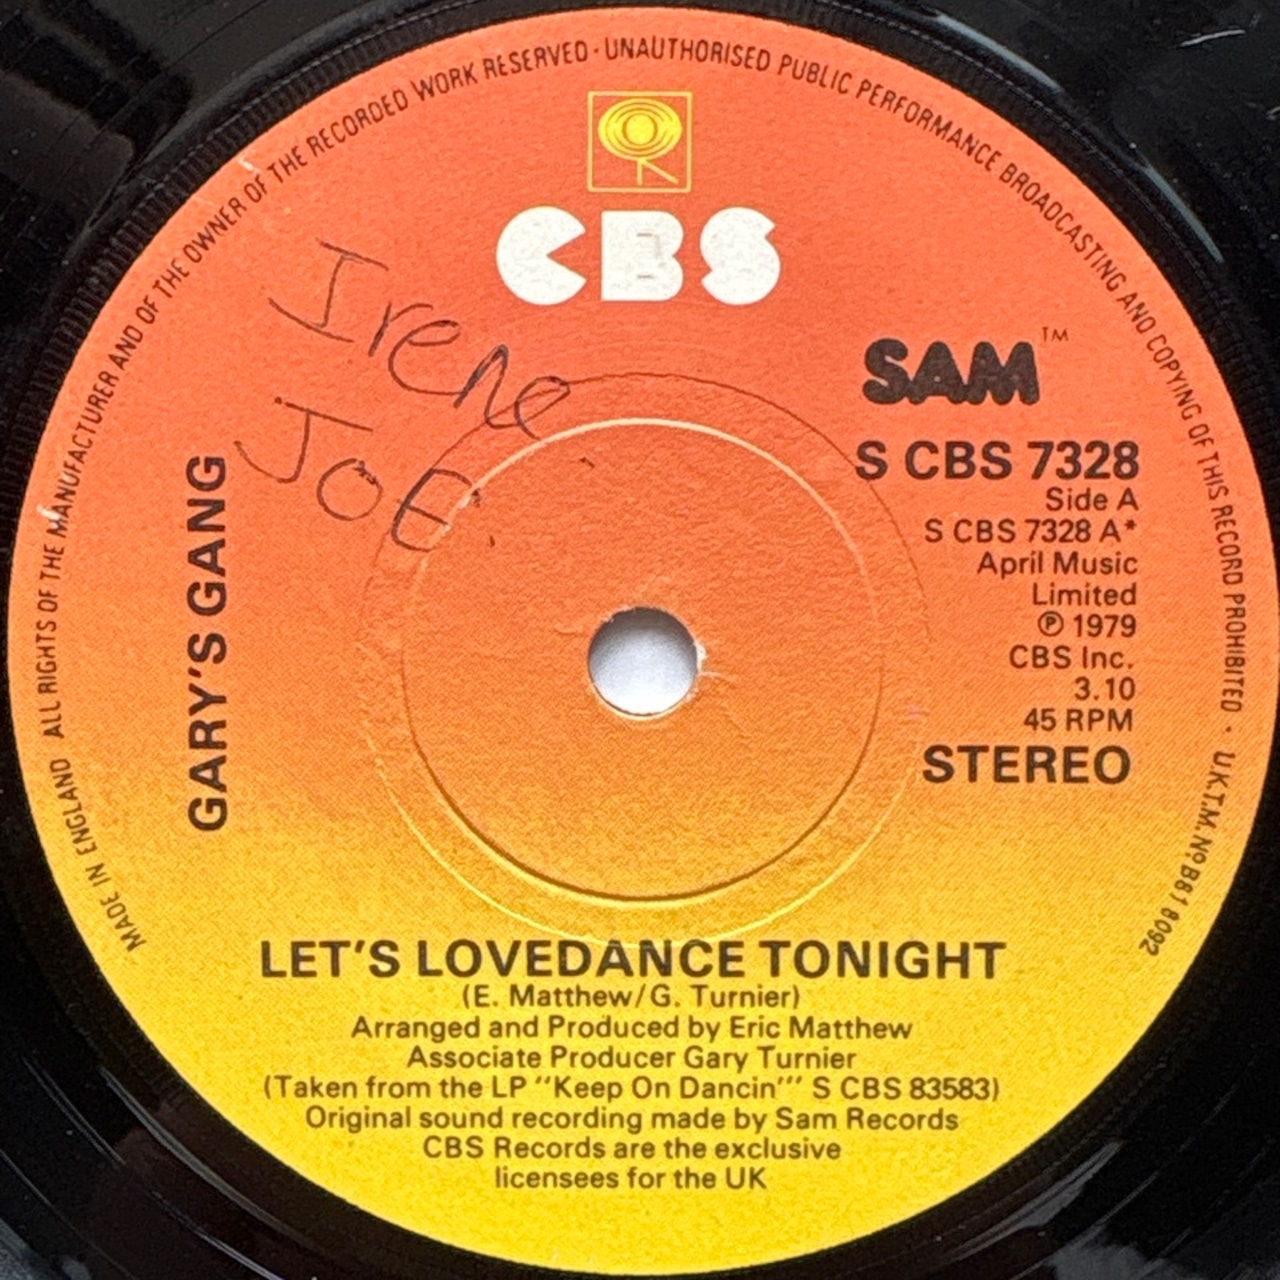 MADE IN ENGLAND ALL RIGHTS OF THE MANUFACTURER AND OF THE OWNER OF THE RECORDED WORK RESERVED · UNAUTHORISED PUBLIC PERFORMANCE BROADCASTING AND COPYING OF THIS RECORD PROHIBITED · U.K.T.M. No B81 8092
CBS
SAM™
Irene
JOE
GARY'S GANG
S CBS 7328
Side A
S CBS 7328 A*
April Music
Limited
℗ 1979
CBS Inc.
3.10
45 RPM
STEREO
LET'S LOVEDANCE TONIGHT
(E. Matthew/G. Turnier)
Arranged and Produced by Eric Matthew
Associate Producer Gary Turnier
(Taken from the LP "Keep On Dancin'" S CBS 83583)
Original sound recording made by Sam Records
CBS Records are the exclusive
licensees for the UK